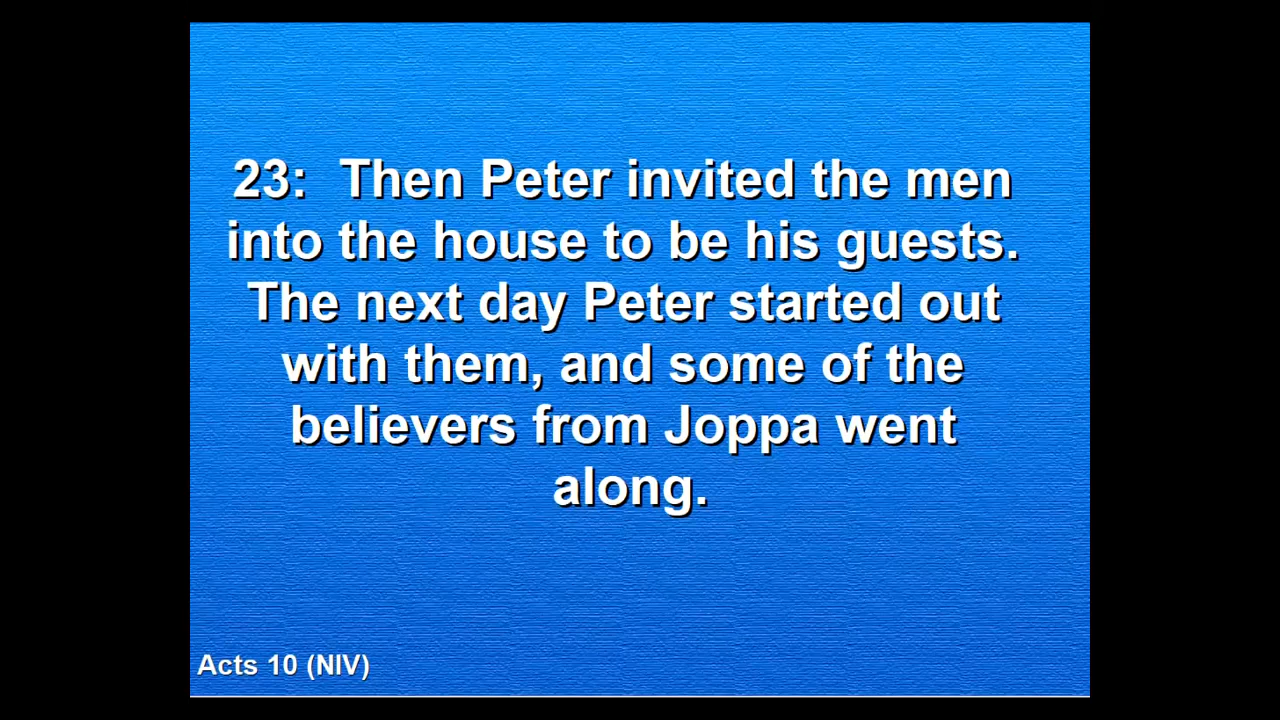 23: Then Peter invited the men
into the house to be his guests.
The next day Peter started out
with them, and some of the
believers from Joppa went
along.
Acts 10 (NIV)